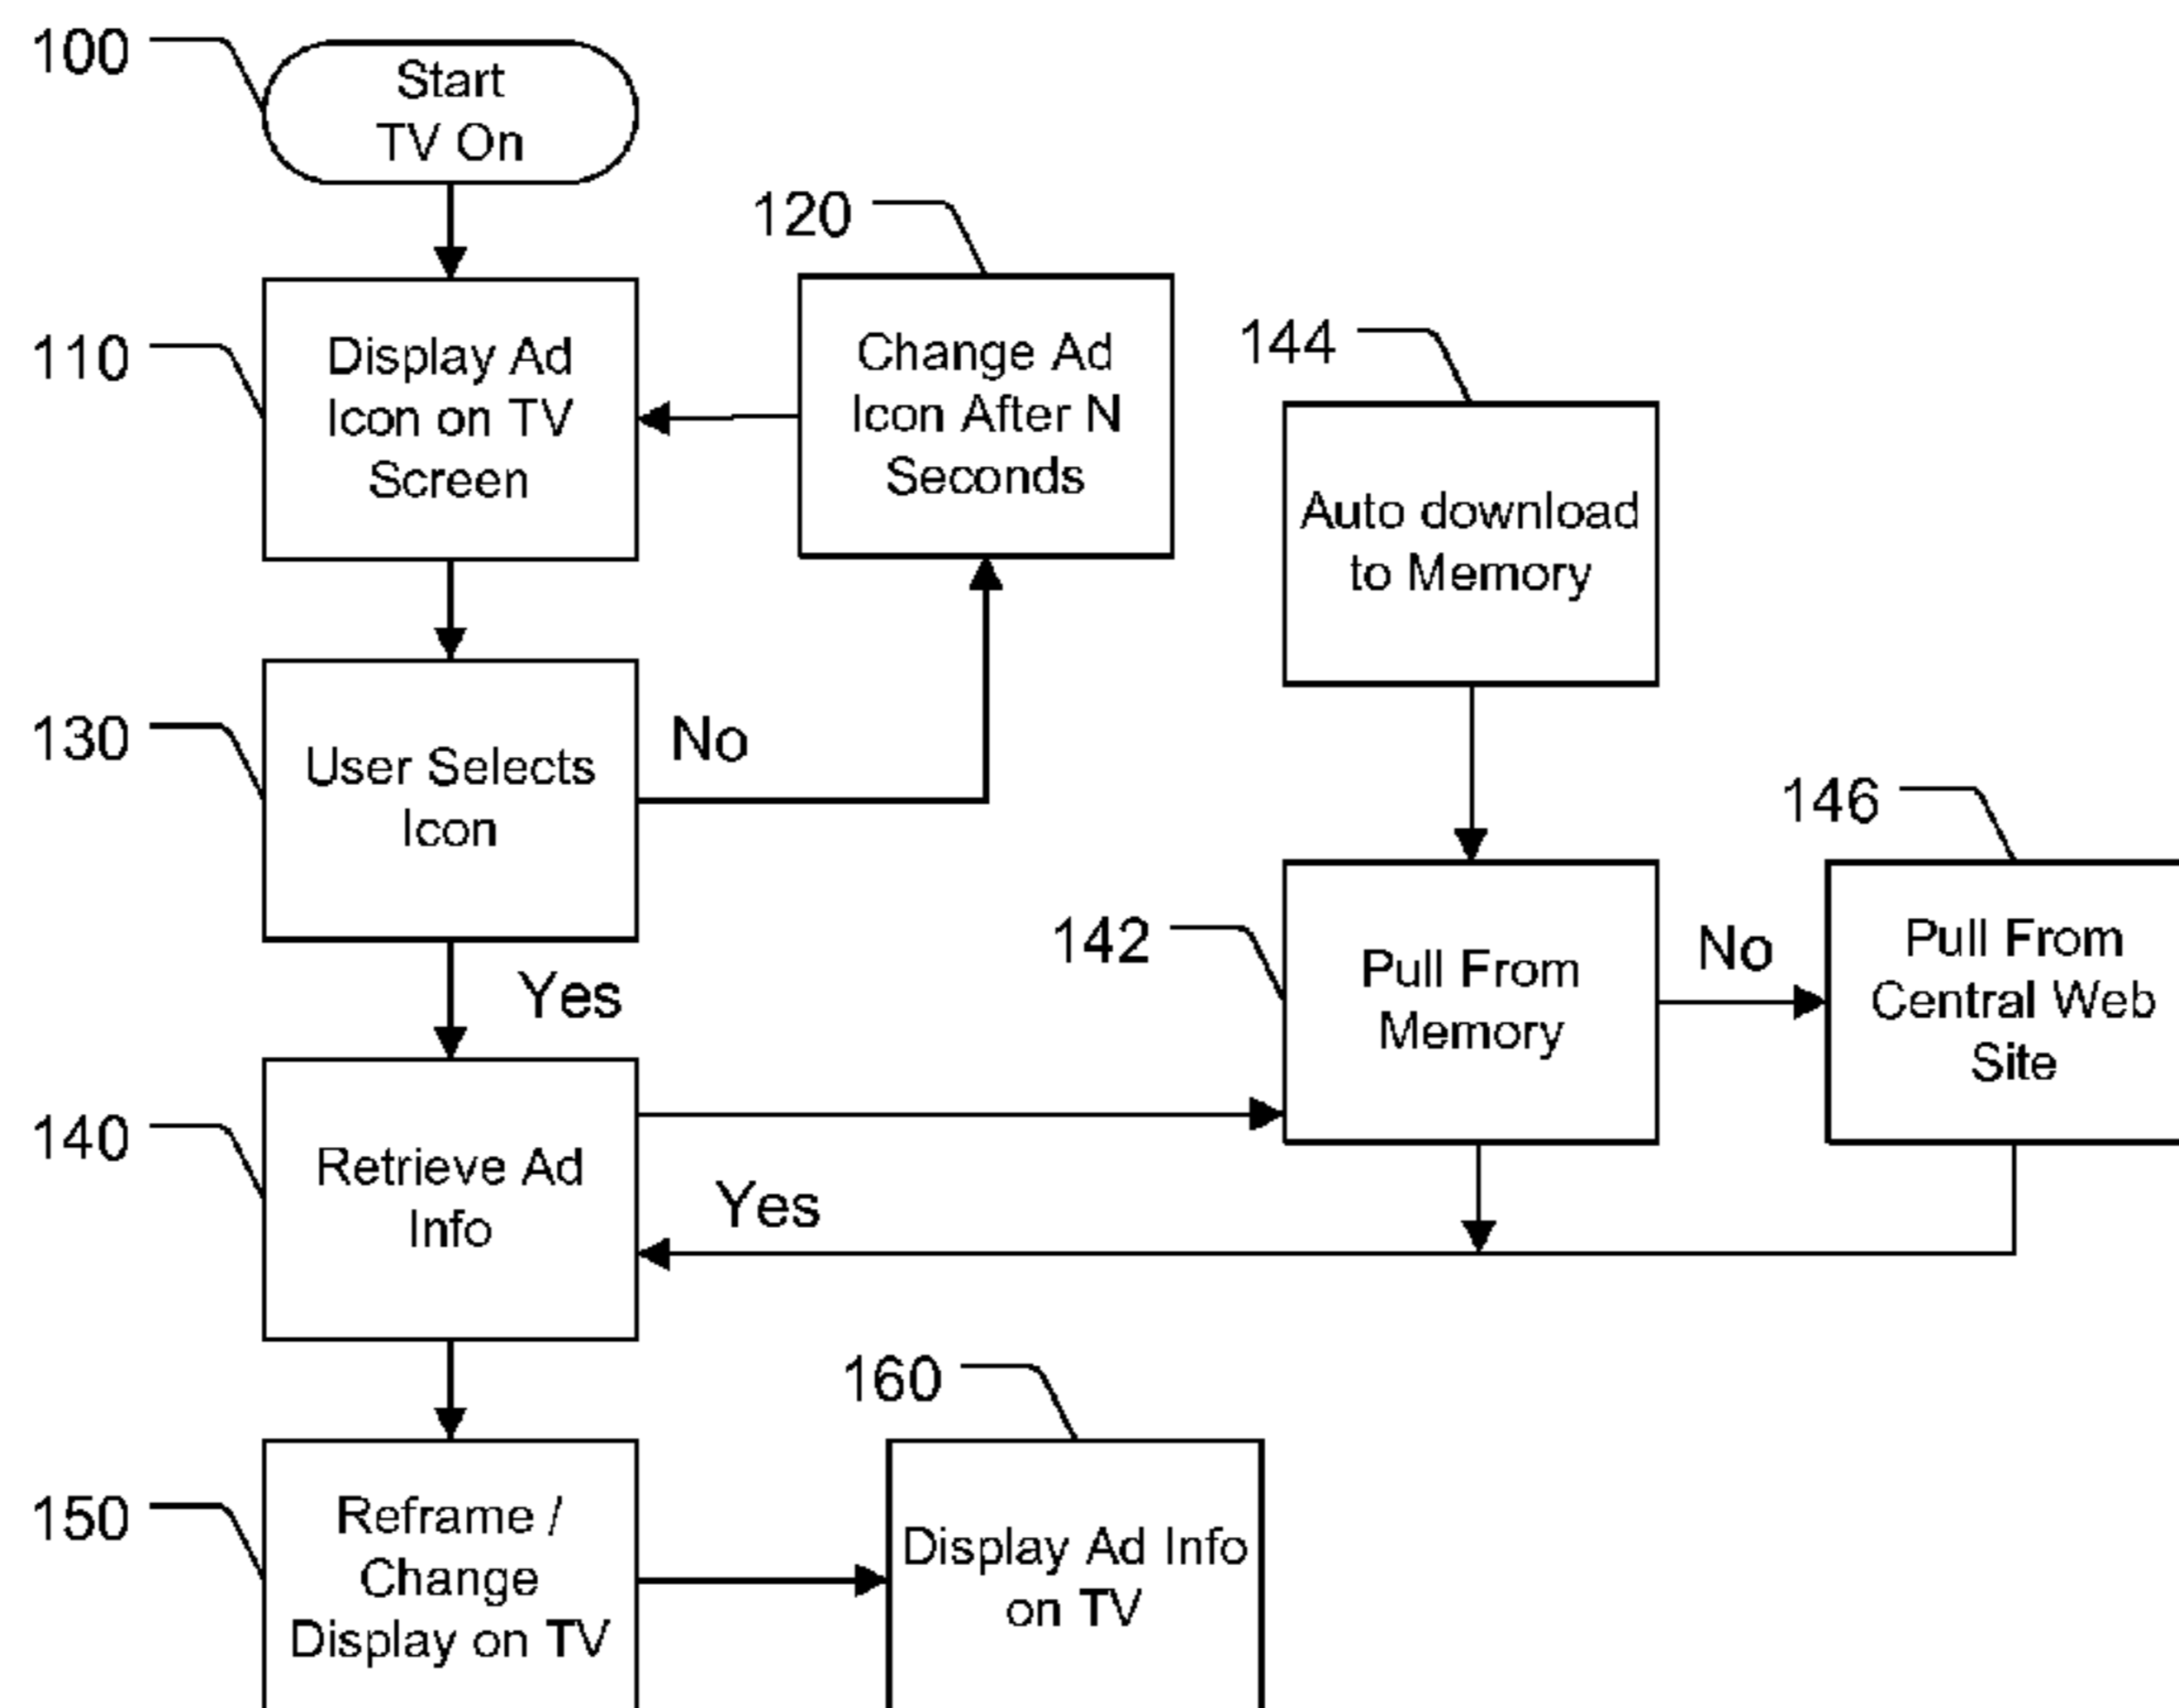 100
Start
TV On
120
110
Display Ad
Icon on TV
Screen
Change Ad
Icon After N
Seconds
144
Auto download
to Memory
130
User Selects
Icon
No
146
142
Pull From
Memory
No
Pull From
Central Web
Site
Yes
140
Retrieve Ad
Info
Yes
160
150
Reframe /
Change
Display on TV
Display Ad Info
on TV